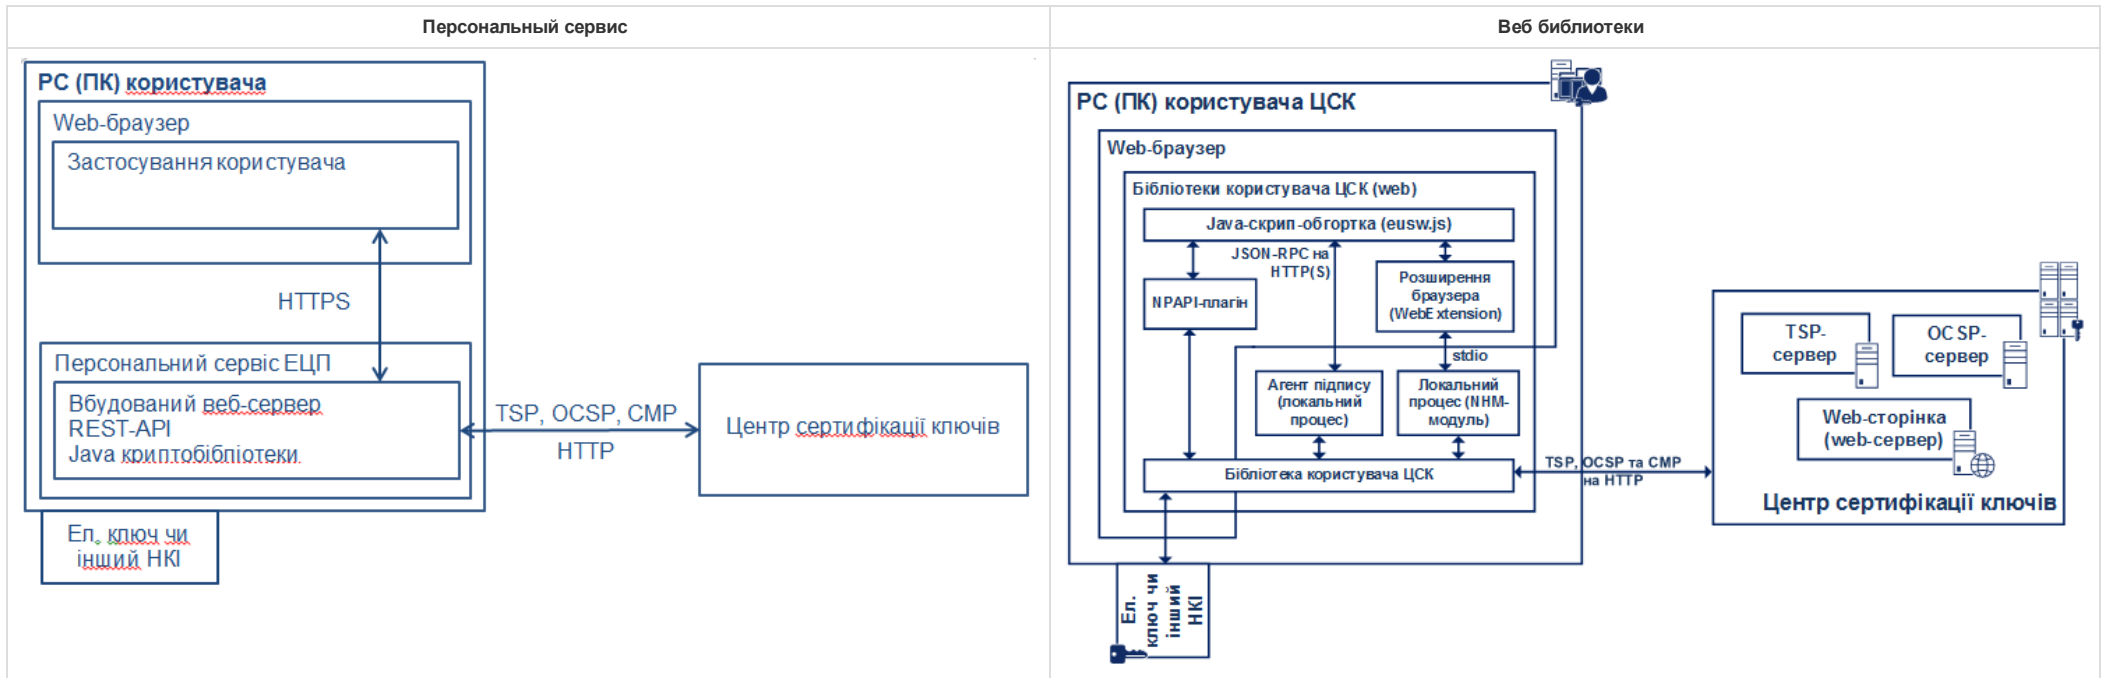 Персональный сервис
PC (ПК) користувача
Web-браузер
Застосування користувача
HTTPS
Персональний сервіс ЕЦП
Вбудований веб-сервер
REST-API
Java криптобібліотеки
TSP, OCSP, CMP
HTTP
Центр сертифікації ключів
Ел. ключ чи
інший НКІ
Веб библиотеки
PC (ПК) користувача ЦСК
Web-браузер
Бібліотеки користувача ЦСК (web)
Java-скрип-обгортка (eusw.js)
JSON-RPC на
HTTP(S)
NPAPI-плагін
Розширення
браузера
(WebExtension)
stdio
Агент підпису
(локальний
процес)
Локальний
процес (NHM-
модуль)
Бібліотека користувача ЦСК
TSP, OCSP та CMP
на HTTP
Ел.
ключ чи
інший
НКІ
TSP-
сервер
OCSP-
сервер
Web-сторінка
(web-сервер)
Центр сертифікації ключів